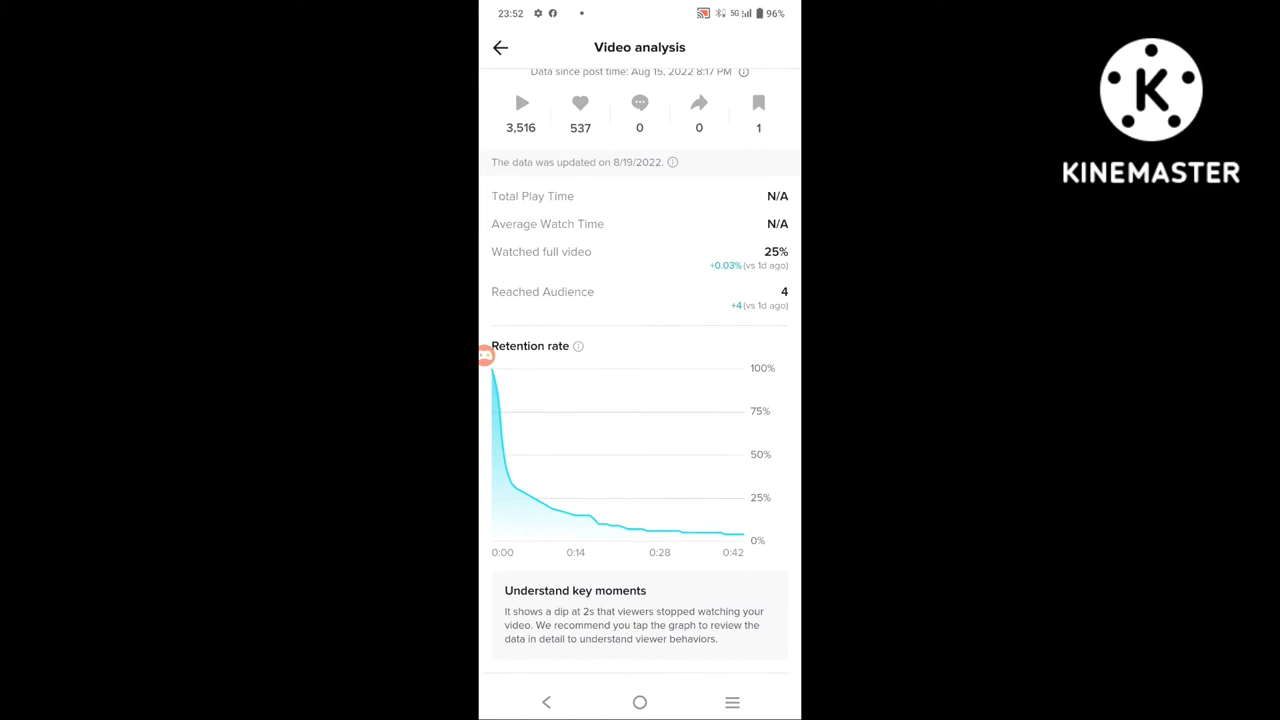 23:52 5G 96%
Video analysis
Data since post time: Aug 15, 2022 8:17 PM
3,516 537 0 0 1
The data was updated on 8/19/2022.
Total Play Time N/A
Average Watch Time N/A
Watched full video 25%
+0.03% (vs 1d ago)
Reached Audience 4
+4 (vs 1d ago)
Retention rate
100%
75%
50%
25%
0%
0:00 0:14 0:28 0:42
Understand key moments
It shows a dip at 2s that viewers stopped watching your
video. We recommend you tap the graph to review the
data in detail to understand viewer behaviors.
K
KINEMASTER